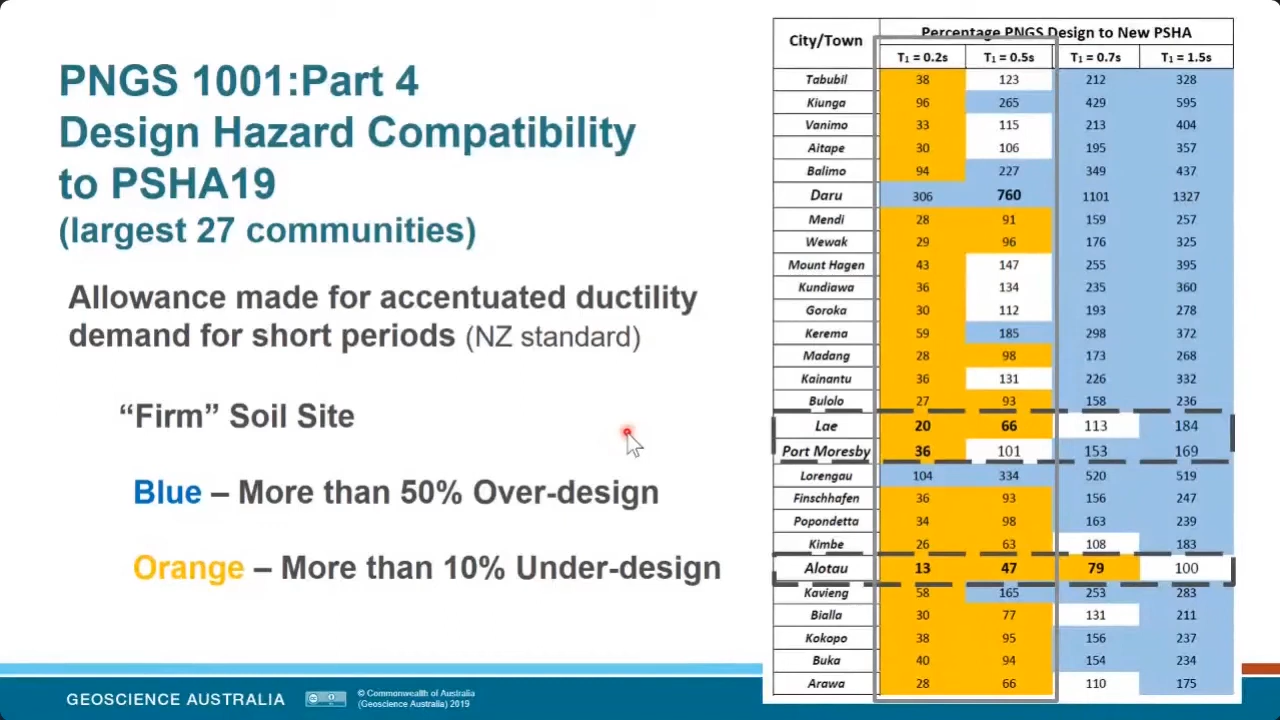 PNGS 1001:Part 4
Design Hazard Compatibility
to PSHA19
(largest 27 communities)
Allowance made for accentuated ductility
demand for short periods (NZ standard)
“Firm” Soil Site
Blue – More than 50% Over-design
Orange – More than 10% Under-design
City/Town Percentage PNGS Design to New PSHA
T1 = 0.2s T1 = 0.5s T1 = 0.7s T1 = 1.5s
Tabubil 38 123 212 328
Kiunga 96 265 429 595
Vanimo 33 115 213 404
Aitape 30 106 195 357
Balimo 94 227 349 437
Daru 306 760 1101 1327
Mendi 28 91 159 257
Wewak 29 96 176 325
Mount Hagen 43 147 255 395
Kundiawa 36 134 235 360
Goroka 30 112 193 278
Kerema 59 185 298 372
Madang 28 98 173 268
Kainantu 36 131 226 332
Bulolo 27 93 158 236
Lae 20 66 113 184
Port Moresby 36 101 153 169
Lorengau 104 334 520 519
Finschhafen 36 93 156 247
Popondetta 34 98 163 239
Kimbe 26 63 108 183
Alotau 13 47 79 100
Kavieng 58 165 253 283
Bialla 30 77 131 211
Kokopo 38 95 156 237
Buka 40 94 154 234
Arawa 28 66 110 175
GEOSCIENCE AUSTRALIA
© Commonwealth of Australia
(Geoscience Australia) 2019